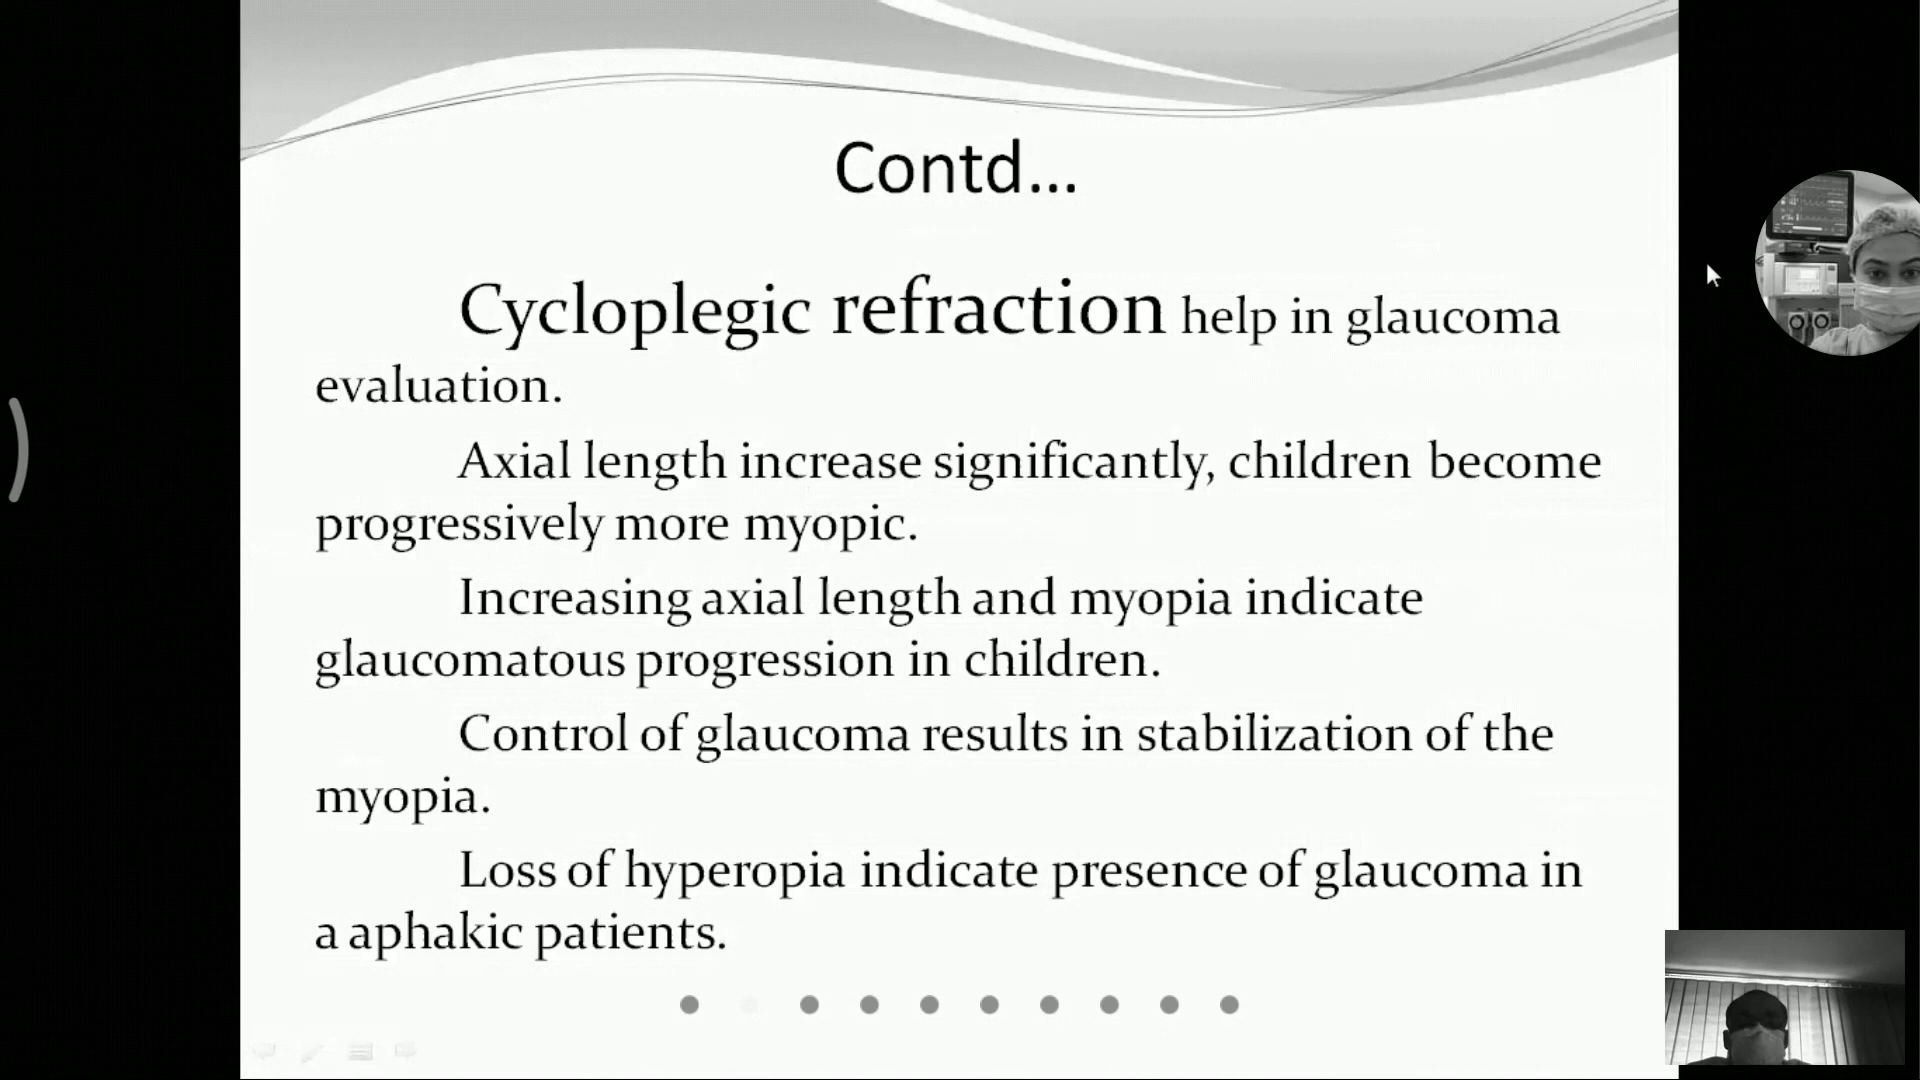 Contd...
Cycloplegic refraction help in glaucoma
evaluation.
Axial length increase significantly, children become
progressively more myopic.
Increasing axial length and myopia indicate
glaucomatous progression in children.
Control of glaucoma results in stabilization of the
myopia.
Loss of hyperopia indicate presence of glaucoma in
a aphakic patients.